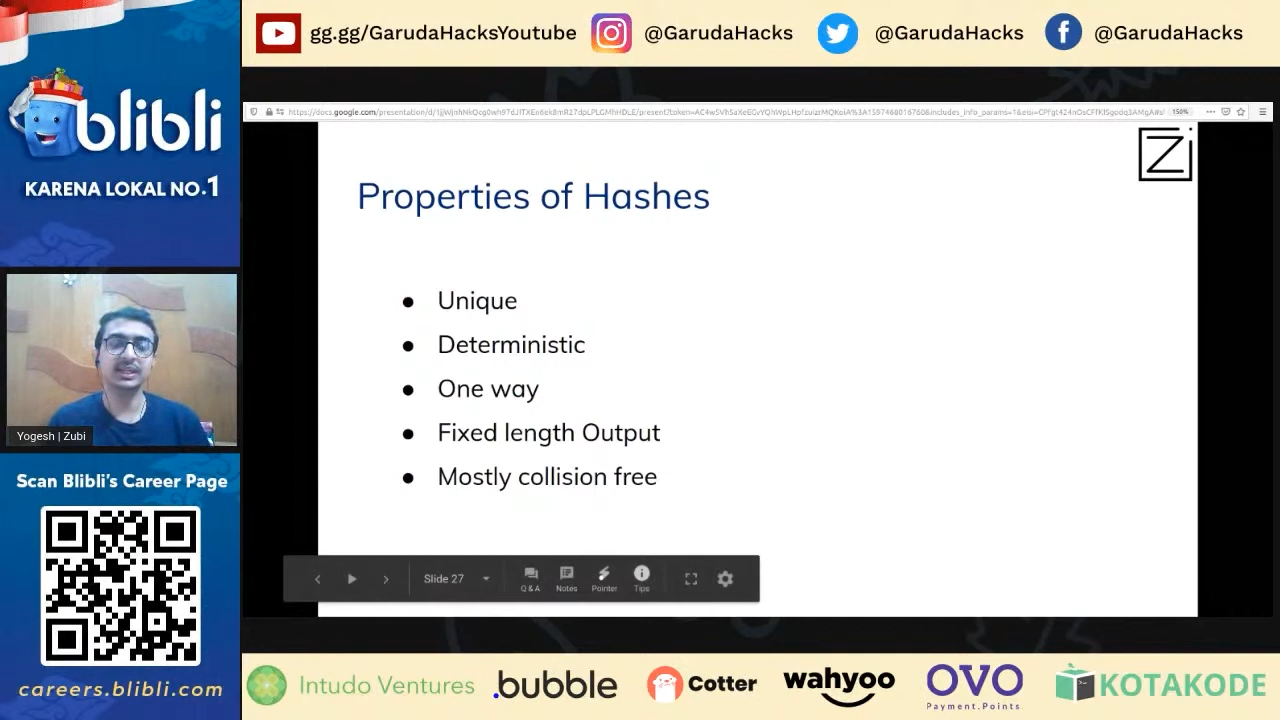 gg.gg/GarudaHacksYoutube
@GarudaHacks
@GarudaHacks
@GarudaHacks
blibli
KARENA LOKAL NO.1
Zi
Properties of Hashes
● Unique
● Deterministic
● One way
● Fixed length Output
● Mostly collision free
150%
Slide 27
Q & A
Notes
Pointer
Tips
Yogesh | Zubi
Scan Blibli's Career Page
careers.blibli.com
Intudo Ventures
.bubble
Cotter
wahyoo
OVO
Payment.Points
KOTAKODE